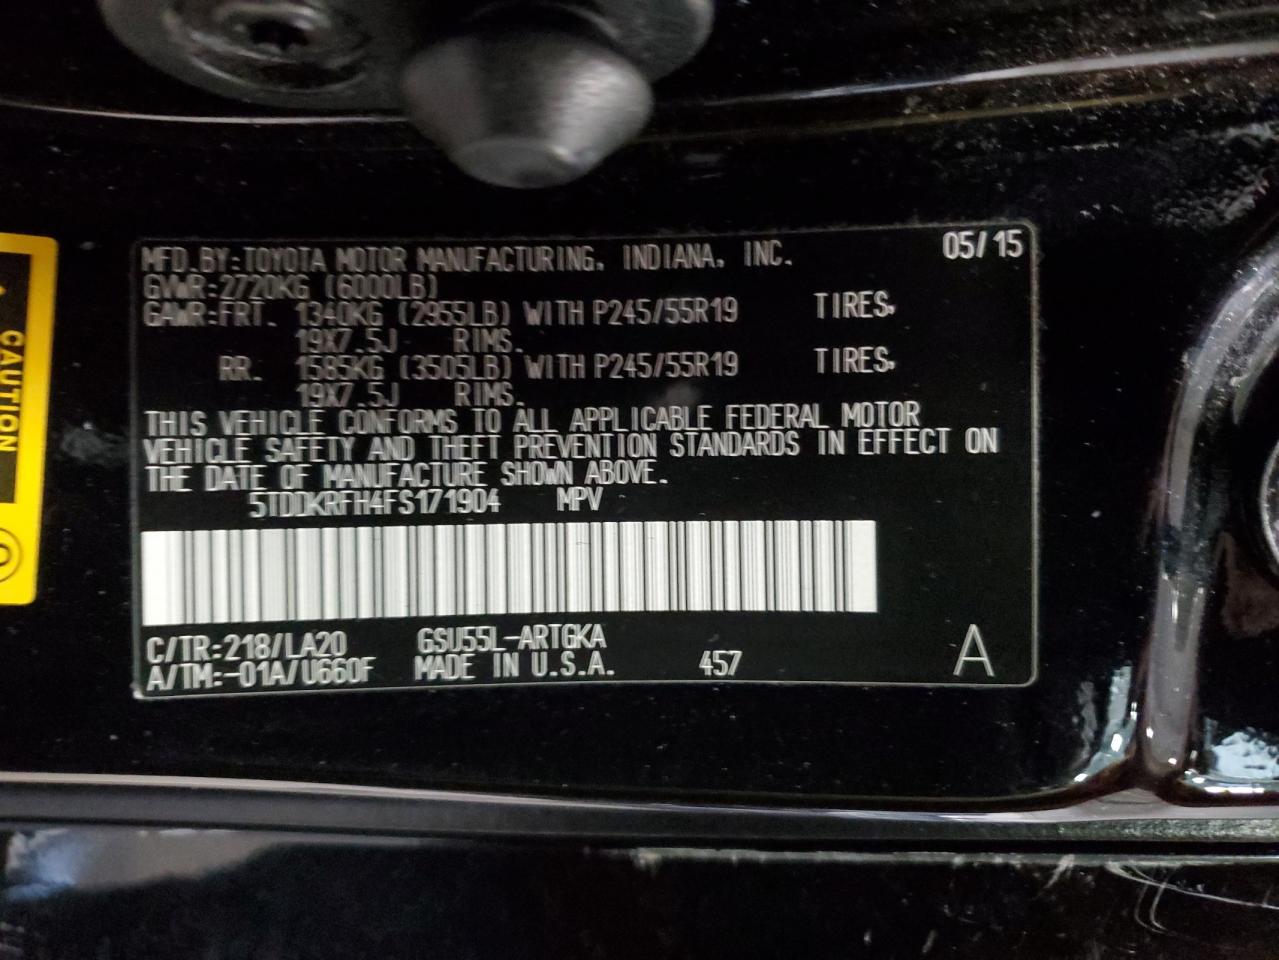 MFD.BY:TOYOTA MOTOR MANUFACTURING, INDIANA, INC. 05/15
GVWR:2720KG (6000LB)
GAWR:FRT. 1340KG (2955LB) WITH P245/55R19 TIRES,
19X7.5J RIMS.
RR. 1585KG (3505LB) WITH P245/55R19 TIRES,
19X7.5J RIMS.
THIS VEHICLE CONFORMS TO ALL APPLICABLE FEDERAL MOTOR
VEHICLE SAFETY AND THEFT PREVENTION STANDARDS IN EFFECT ON
THE DATE OF MANUFACTURE SHOWN ABOVE.
5TDDKRFH4FS171904 MPV
C/TR:218/LA20 GSU55L-ARTGKA
A/TM:-01A/U660F MADE IN U.S.A. 457 A
CAUTION